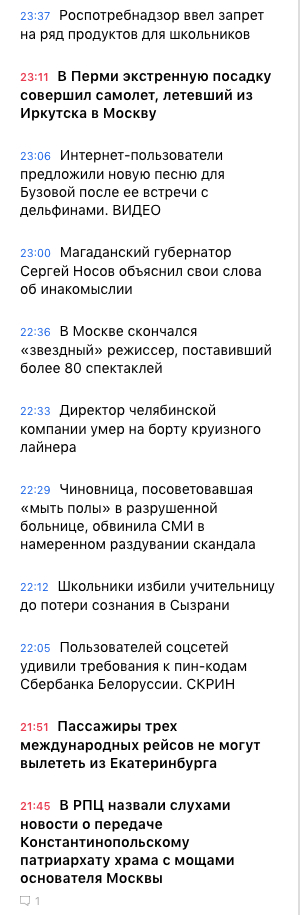 23:37 Роспотребнадзор ввел запрет
на ряд продуктов для школьников
23:11 В Перми экстренную посадку
совершил самолет, летевший из
Иркутска в Москву
23:06 Интернет-пользователи
предложили новую песню для
Бузовой после ее встречи с
дельфинами. ВИДЕО
23:00 Магаданский губернатор
Сергей Носов объяснил свои слова
об инакомыслии
22:36 В Москве скончался
«звездный» режиссер, поставивший
более 80 спектаклей
22:33 Директор челябинской
компании умер на борту круизного
лайнера
22:29 Чиновница, посоветовавшая
«мыть полы» в разрушенной
больнице, обвинила СМИ в
намеренном раздувании скандала
22:12 Школьники избили учительницу
до потери сознания в Сызрани
22:05 Пользователей соцсетей
удивили требования к пин-кодам
Сбербанка Белоруссии. СКРИН
21:51 Пассажиры трех
международных рейсов не могут
вылететь из Екатеринбурга
21:45 В РПЦ назвали слухами
новости о передаче
Константинопольскому
патриархату храма с мощами
основателя Москвы
1